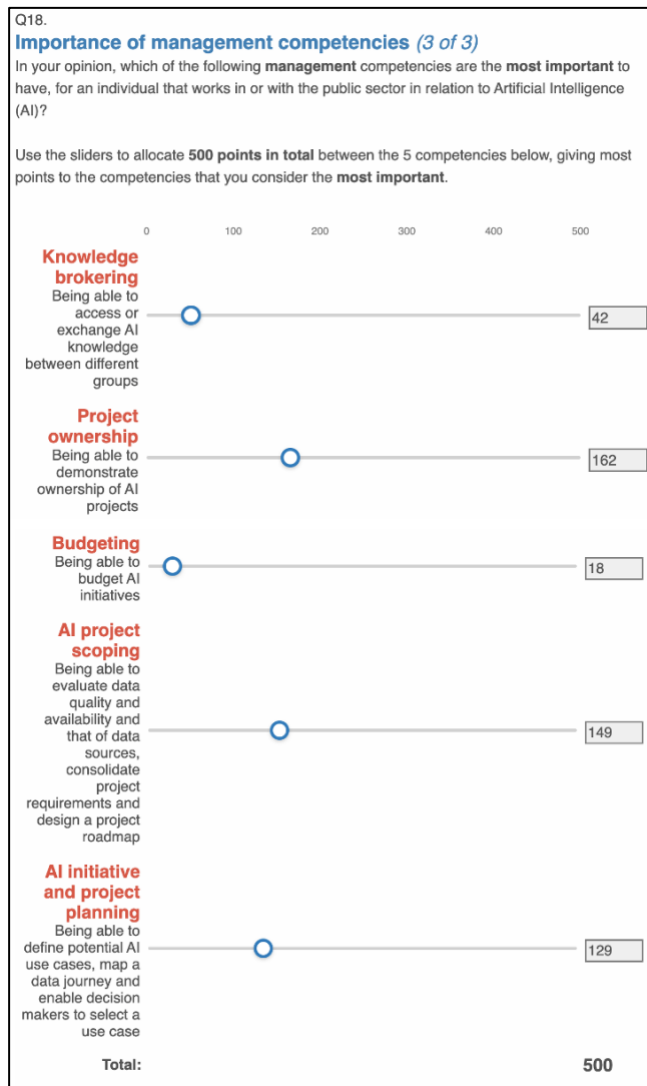 Q18.
Importance of management competencies (3 of 3)
In your opinion, which of the following management competencies are the most important to
have, for an individual that works in or with the public sector in relation to Artificial Intelligence
(AI)?
Use the sliders to allocate 500 points in total between the 5 competencies below, giving most
points to the competencies that you consider the most important.
0 100 200 300 400 500
Knowledge
brokering
Being able to
access or
exchange AI
knowledge
between different
groups
42
Project
ownership
Being able to
demonstrate
ownership of AI
projects
162
Budgeting
Being able to
budget AI
initiatives
18
AI project
scoping
Being able to
evaluate data
quality and
availability and
that of data
sources,
consolidate
project
requirements and
design a project
roadmap
149
AI initiative
and project
planning
Being able to
define potential AI
use cases, map a
data journey and
enable decision
makers to select a
use case
129
Total: 500